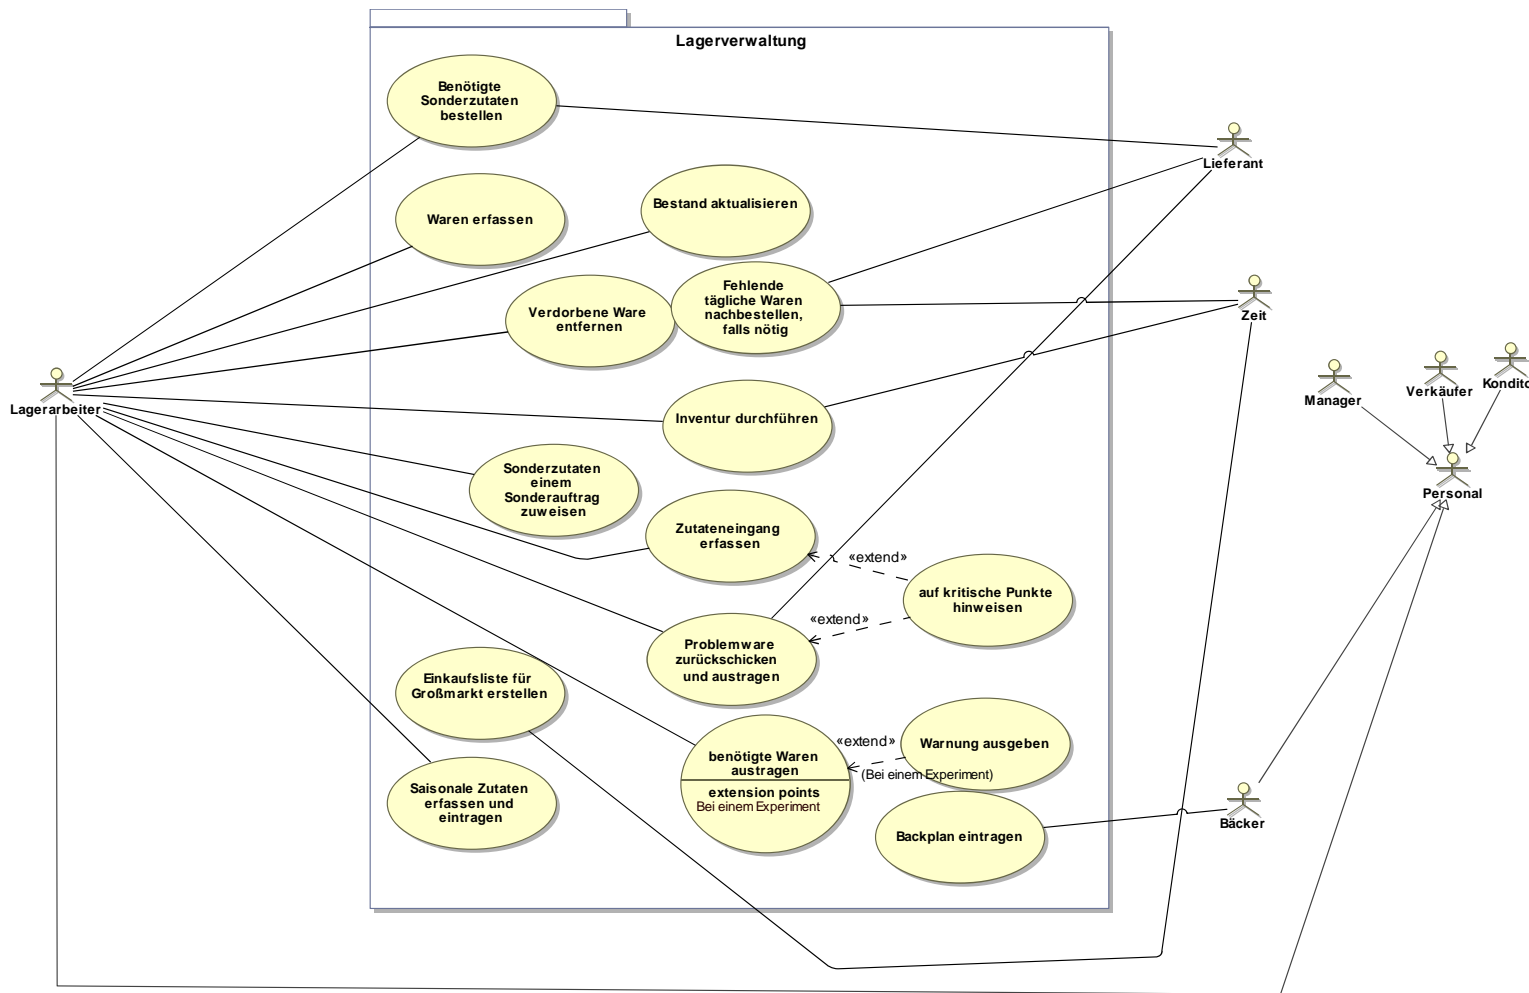 Lagerverwaltung
Benötigte
Sonderzutaten
bestellen
Lieferant
Waren erfassen
Bestand aktualisieren
Verdorbene Ware
entfernen
Fehlende
tägliche Waren
nachbestellen,
falls nötig
Zeit
Lagerarbeiter
Manager
Verkäufer
Kondito
Inventur durchführen
Personal
Sonderzutaten
einem
Sonderauftrag
zuweisen
Zutateneingang
erfassen
«extend»
auf kritische Punkte
hinweisen
«extend»
Problemware
zurückschicken
und austragen
Einkaufsliste für
Großmarkt erstellen
benötigte Waren
austragen
extension points
Bei einem Experiment
«extend»
(Bei einem Experiment)
Warnung ausgeben
Saisonale Zutaten
erfassen und
eintragen
Backplan eintragen
Bäcker